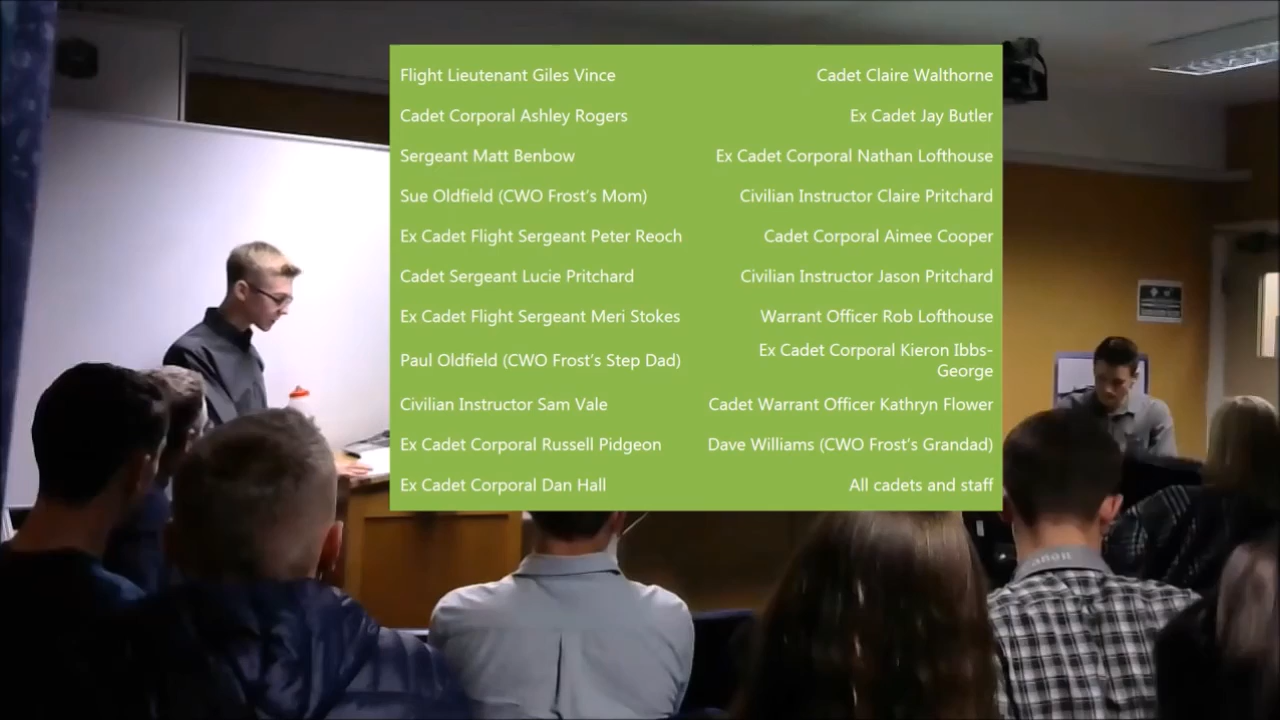 Flight Lieutenant Giles Vince
Cadet Claire Walthorne
Cadet Corporal Ashley Rogers
Ex Cadet Jay Butler
Sergeant Matt Benbow
Ex Cadet Corporal Nathan Lofthouse
Sue Oldfield (CWO Frost's Mom)
Civilian Instructor Claire Pritchard
Ex Cadet Flight Sergeant Peter Reoch
Cadet Corporal Aimee Cooper
Cadet Sergeant Lucie Pritchard
Civilian Instructor Jason Pritchard
Ex Cadet Flight Sergeant Meri Stokes
Warrant Officer Rob Lofthouse
Paul Oldfield (CWO Frost's Step Dad)
Ex Cadet Corporal Kieron Ibbs-
George
Civilian Instructor Sam Vale
Cadet Warrant Officer Kathryn Flower
Ex Cadet Corporal Russell Pidgeon
Dave Williams (CWO Frost's Grandad)
Ex Cadet Corporal Dan Hall
All cadets and staff
Canon